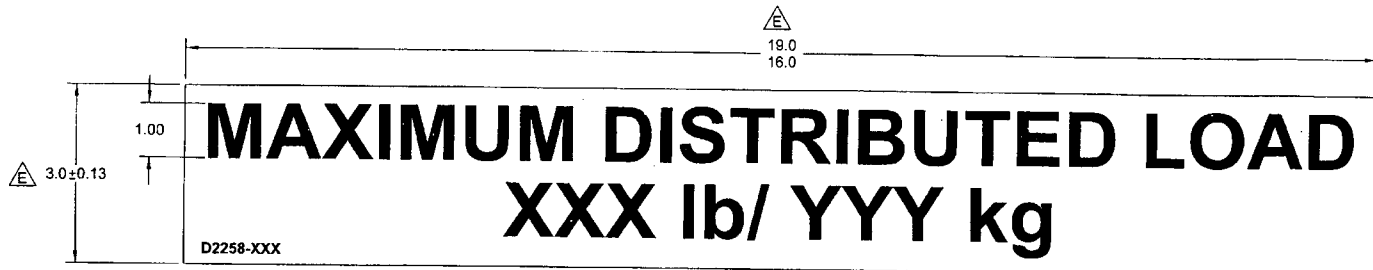 E
19.0
16.0
1.00
MAXIMUM DISTRIBUTED LOAD
E 3.0±0.13
XXX lb/ YYY kg
D2258-XXX